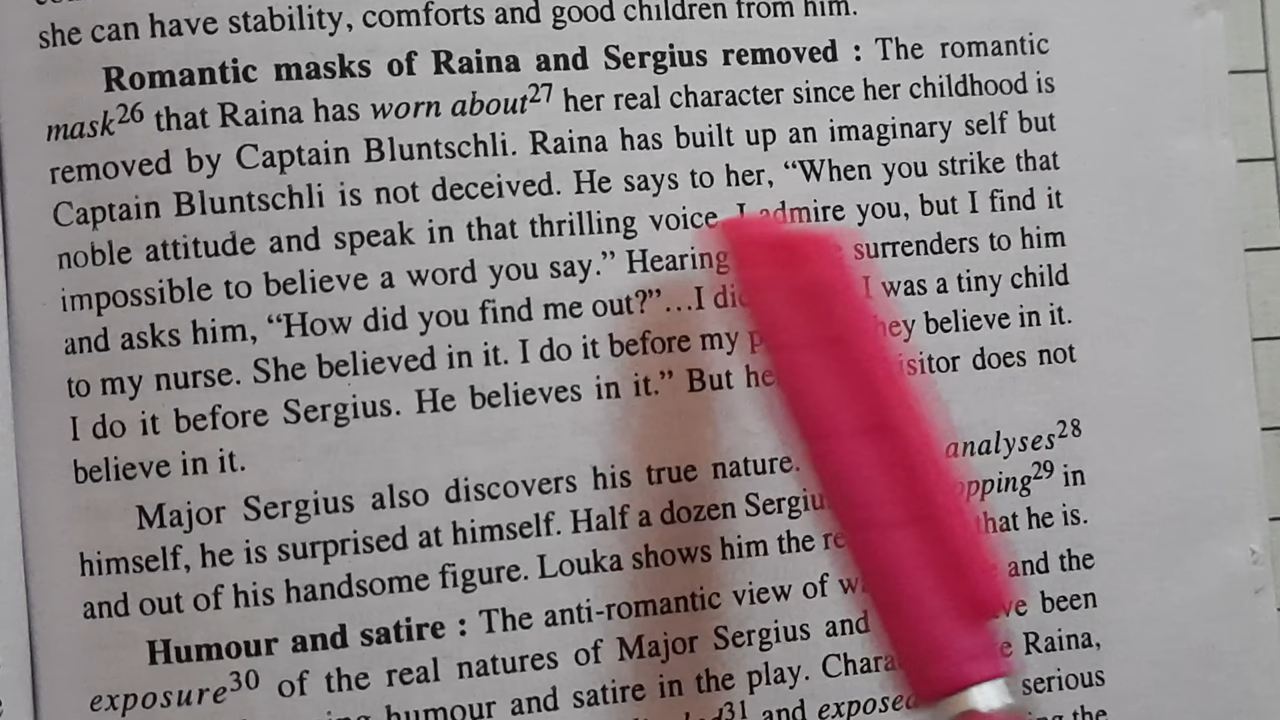 she can have stability, comforts and good children from him.
Romantic masks of Raina and Sergius removed : The romantic
mask26 that Raina has worn about27 her real character since her childhood is
removed by Captain Bluntschli. Raina has built up an imaginary self but
Captain Bluntschli is not deceived. He says to her, “When you strike that
noble attitude and speak in that thrilling voice, I admire you, but I find it
impossible to believe a word you say.” Hearing surrenders to him
and asks him, “How did you find me out?”...I I was a tiny child
to my nurse. She believed in it. I do it before my believe in it.
I do it before Sergius. He believes in it.” But does not
believe in it.
Major Sergius also discovers his true nature. analyses28
himself, he is surprised at himself. Half a dozen in
and out of his handsome figure. Louka shows him the that he is.
Humour and satire : The anti-romantic view of and the
exposure30 of the real natures of Major Sergius and been
humour and satire in the play. Raina,
and serious
the